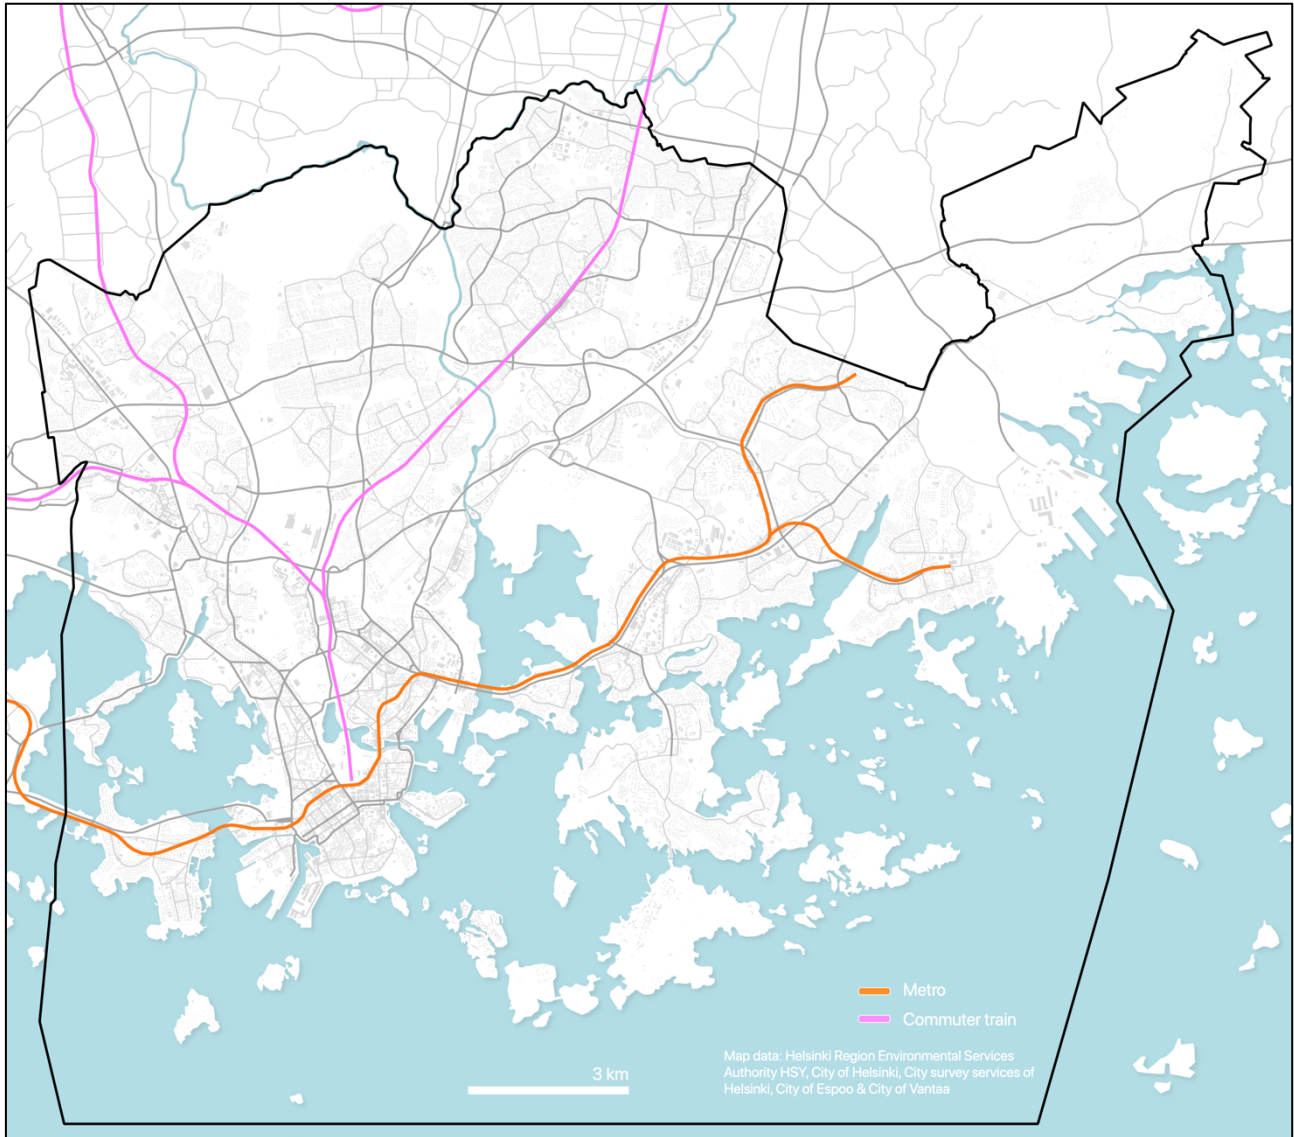 Metro
Commuter train
Map data: Helsinki Region Environmental Services
Authority HSY, City of Helsinki, City survey services of
Helsinki, City of Espoo & City of Vantaa
3 km